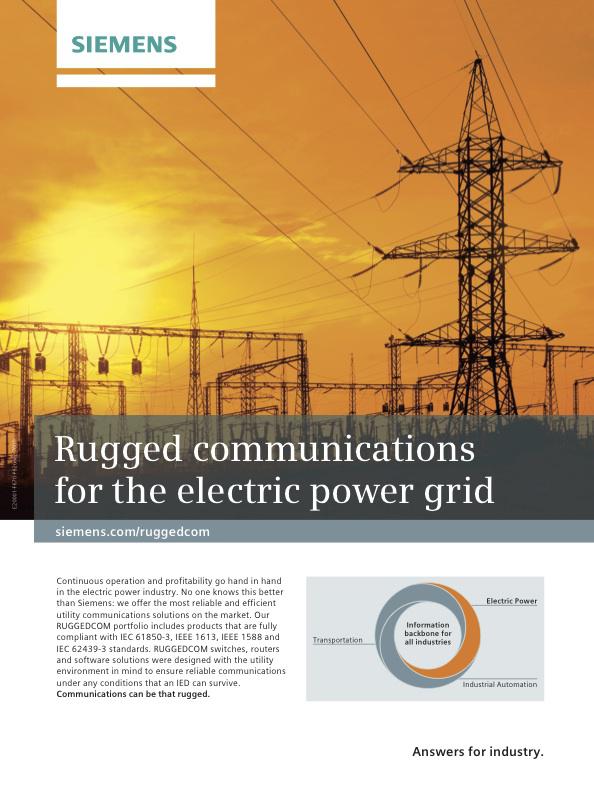 SIEMENS
Rugged communications
for the electric power grid
siemens.com/ruggedcom
Continuous operation and profitability go hand in hand
in the electric power industry. No one knows this better
than Siemens: we offer the most reliable and efficient
utility communications solutions on the market. Our
RUGGEDCOM portfolio includes products that are fully
compliant with IEC 61850-3, IEEE 1613, IEEE 1588 and
IEC 62439-3 standards. RUGGEDCOM switches, routers
and software solutions were designed with the utility
environment in mind to ensure reliable communications
under any conditions that an IED can survive.
Communications can be that rugged.
Electric Power
Information
backbone for
all industries
Transportation
Industrial Automation
Answers for industry.